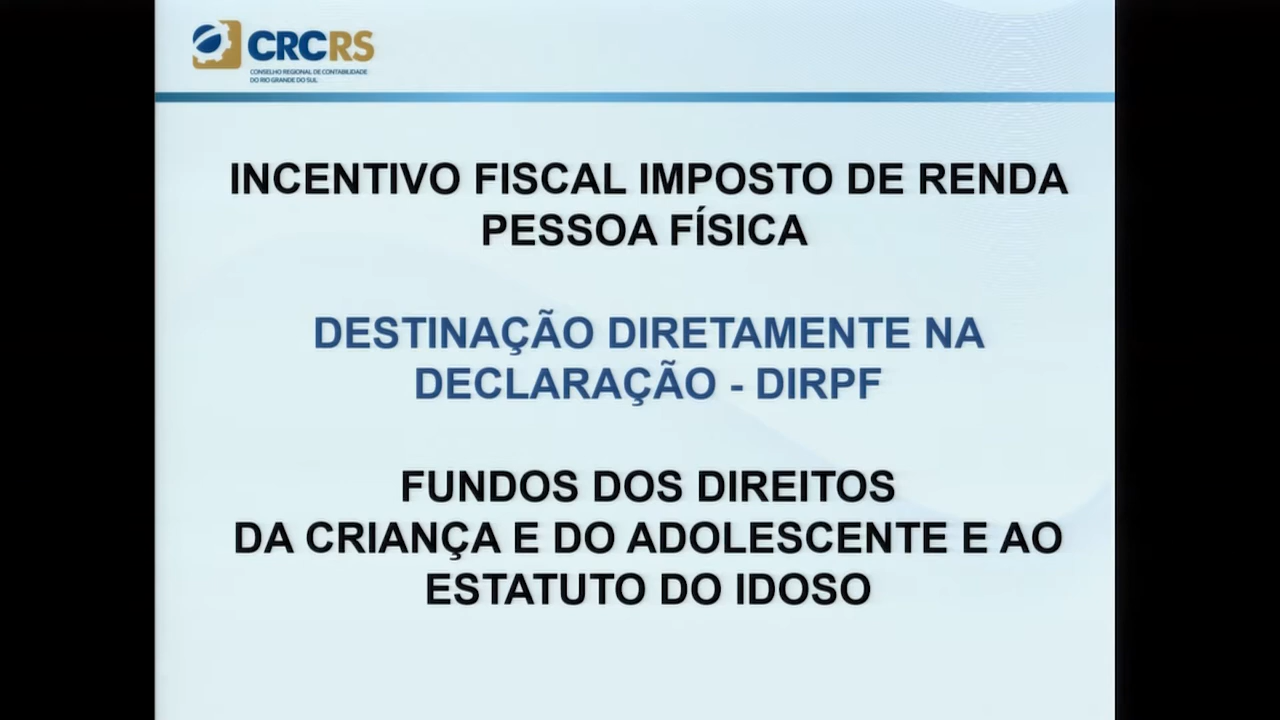 CRCRS
CONSELHO REGIONAL DE CONTABILIDADE
DO RIO GRANDE DO SUL
INCENTIVO FISCAL IMPOSTO DE RENDA
PESSOA FÍSICA
DESTINAÇÃO DIRETAMENTE NA
DECLARAÇÃO - DIRPF
FUNDOS DOS DIREITOS
DA CRIANÇA E DO ADOLESCENTE E AO
ESTATUTO DO IDOSO